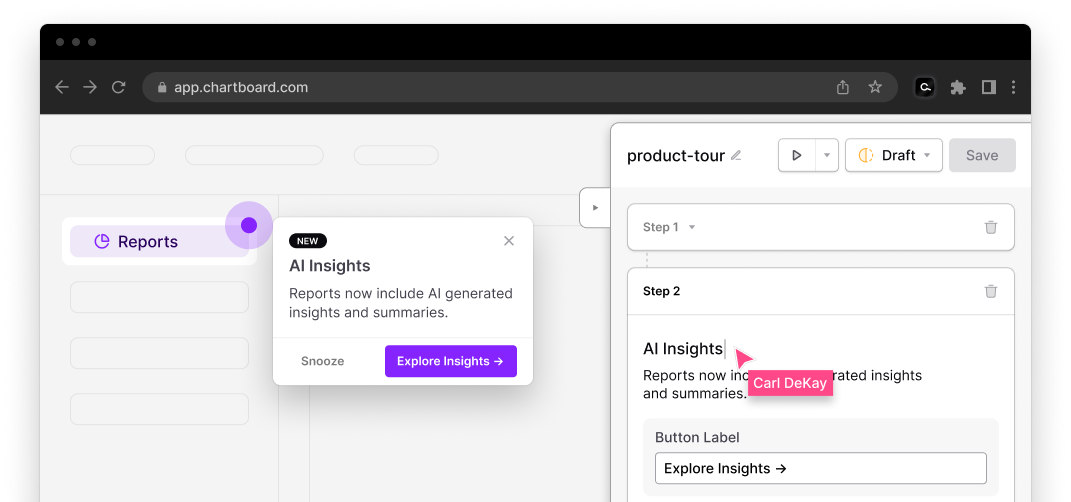 app.chartboard.com
product-tour
Draft
Save
Reports
NEW
AI Insights
Reports now include AI generated
insights and summaries.
Snooze
Explore Insights →
Step 1
Step 2
AI Insights
Reports now inc rated insights
and summaries.
Carl DeKay
Button Label
Explore Insights →